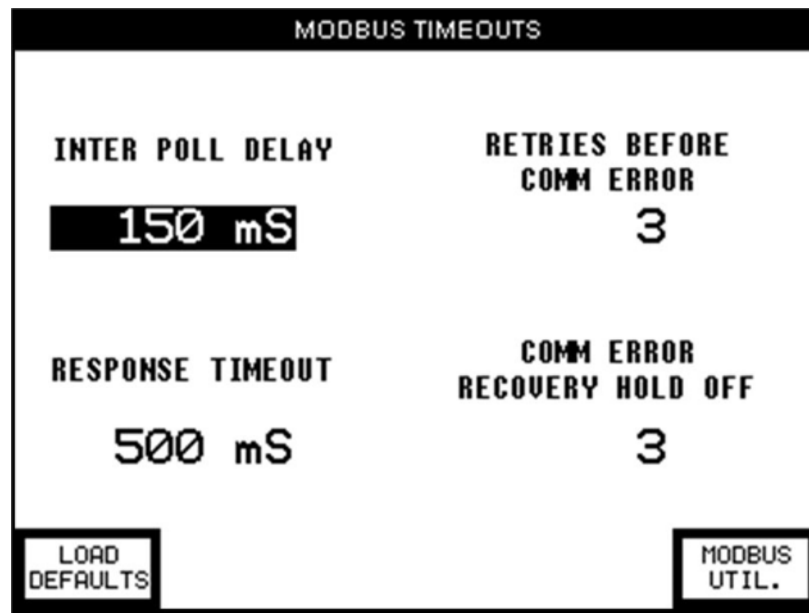 MODBUS TIMEOUTS
INTER POLL DELAY
150 mS
RETRIES BEFORE
COMM ERROR
3
RESPONSE TIMEOUT
500 mS
COMM ERROR
RECOVERY HOLD OFF
3
LOAD
DEFAULTS
MODBUS
UTIL.